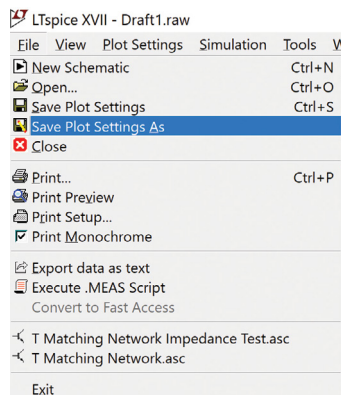 LTspice XVII - Draft1.raw
File View Plot Settings Simulation Tools W
New Schematic Ctrl+N
Open... Ctrl+O
Save Plot Settings Ctrl+S
Save Plot Settings As
Close
Print... Ctrl+P
Print Preview
Print Setup...
Print Monochrome
Export data as text
Execute .MEAS Script
Convert to Fast Access
T Matching Network Impedance Test.asc
T Matching Network.asc
Exit